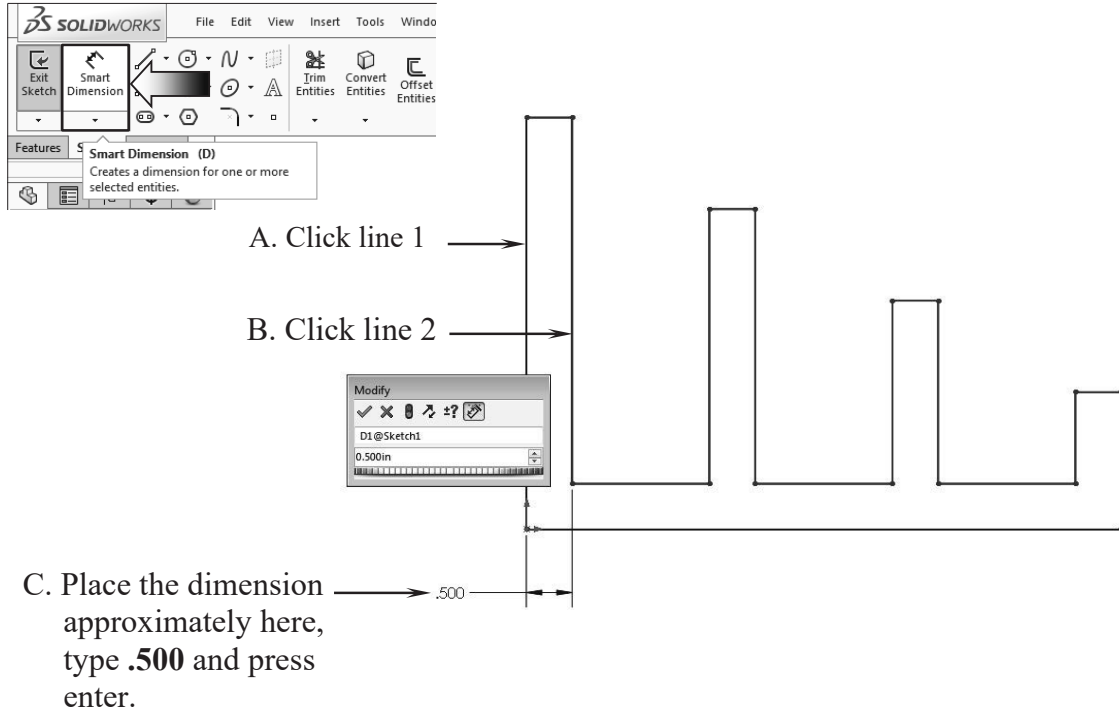 SOLIDWORKS File Edit View Insert Tools Windo
Exit Sketch
Smart Dimension
Trim Entities
Convert Entities
Offset Entities
Features S
Smart Dimension (D)
Creates a dimension for one or more
selected entities.
A. Click line 1
B. Click line 2
Modify
±?
D1@Sketch1
0.500in
C. Place the dimension
approximately here,
type .500 and press
enter.
.500